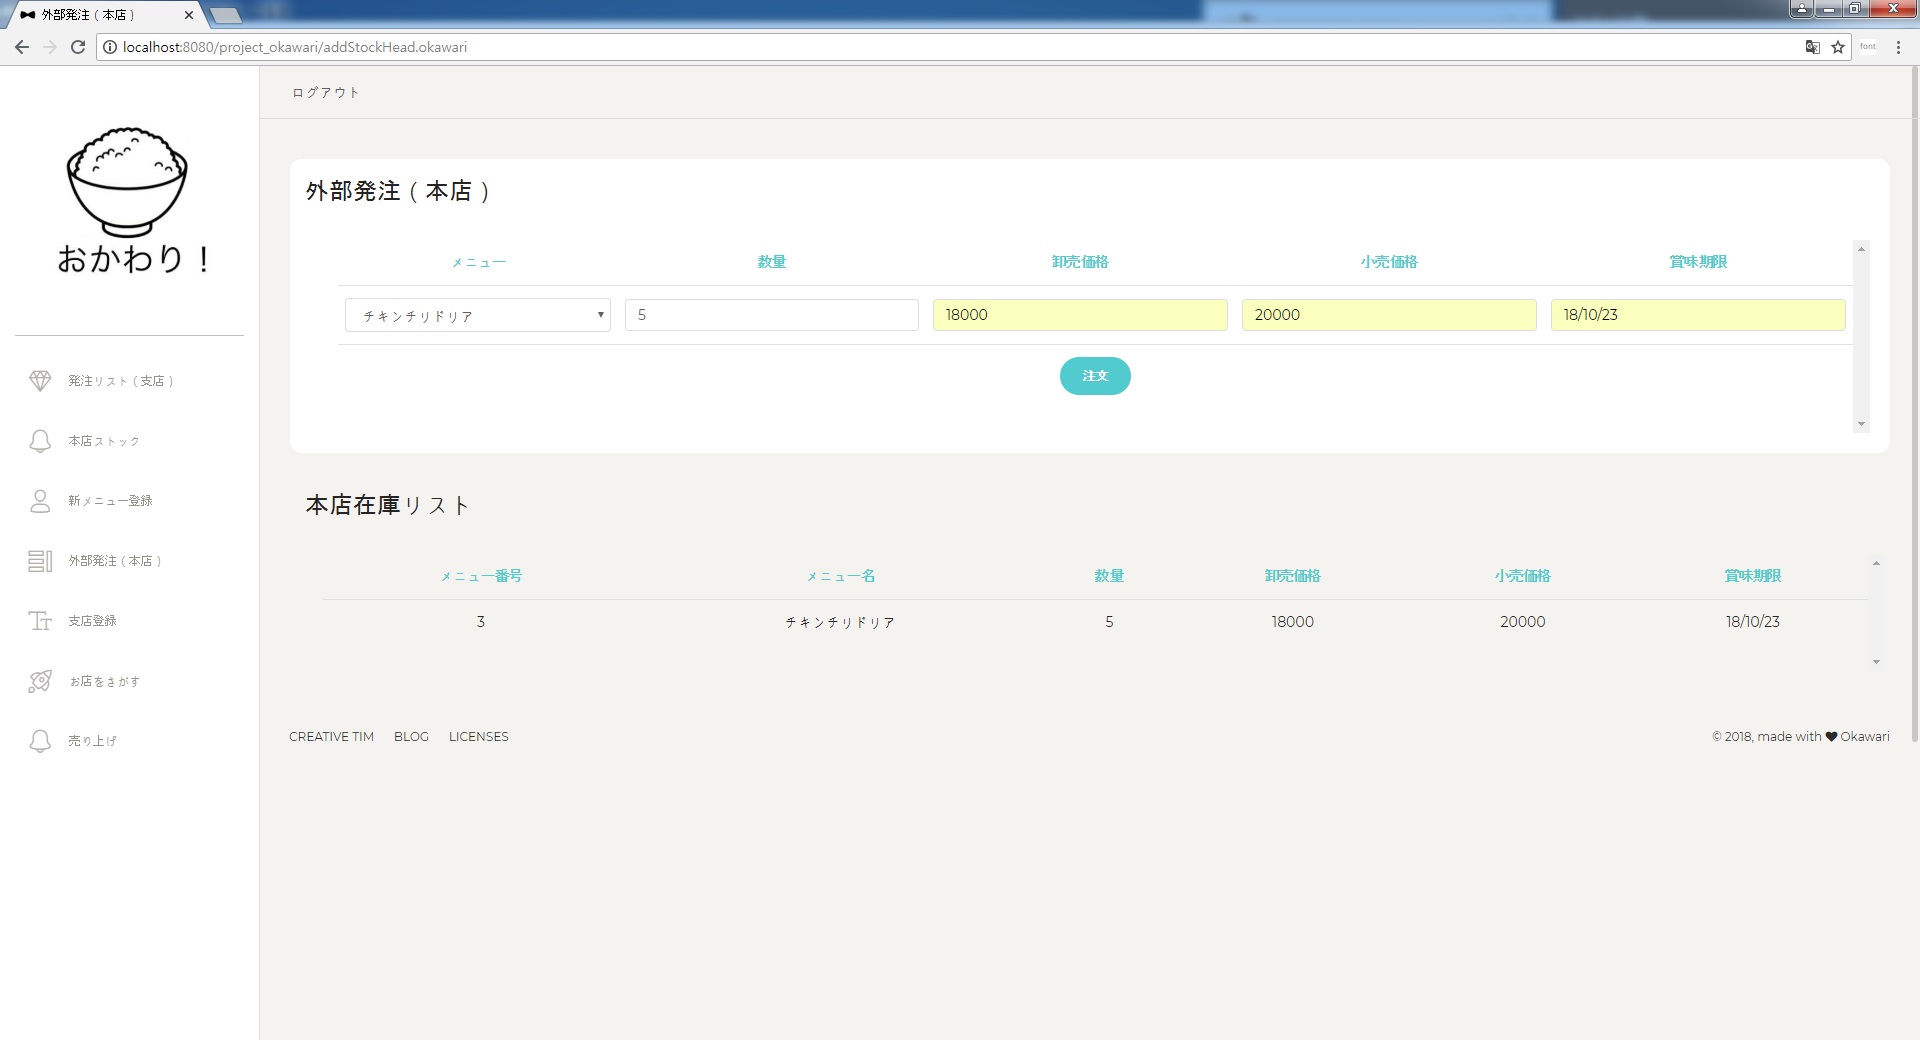 外部発注(本店)
localhost:8080/project_okawari/addStockHead.okawari
font
おかわり!
発注リスト(支店)
本店ストック
新メニュー登録
外部発注(本店)
支店登録
お店をさがす
売り上げ
ログアウト
外部発注(本店)
メニュー 数量 卸売価格 小売価格 賞味期限
チキンチリドリア 5 18000 20000 18/10/23
注文
本店在庫リスト
メニュー番号 メニュー名 数量 卸売価格 小売価格 賞味期限
3 チキンチリドリア 5 18000 20000 18/10/23
CREATIVE TIM BLOG LICENSES
© 2018, made with ♥ Okawari